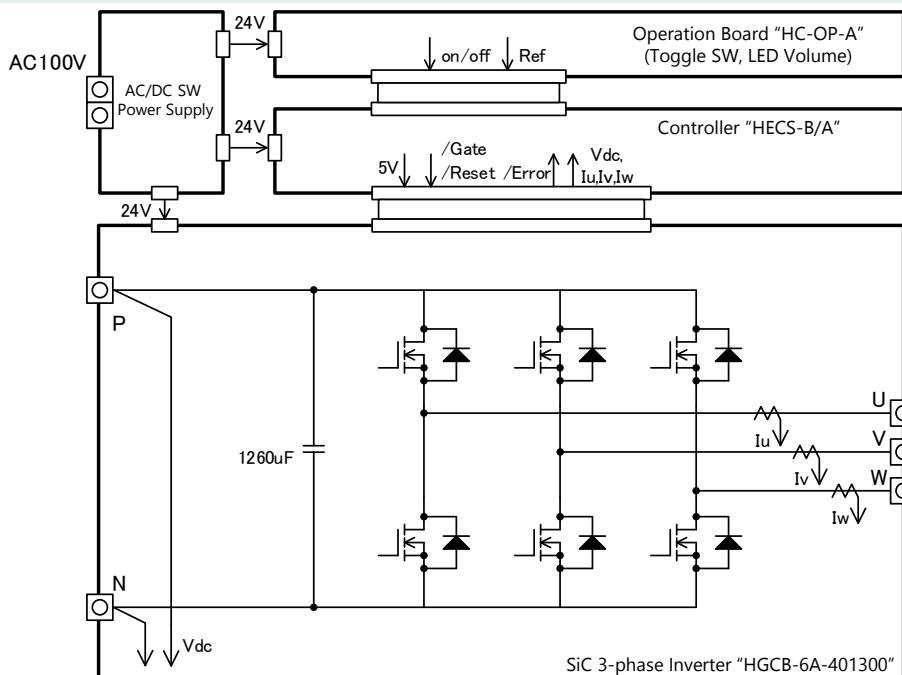 24V
Operation Board “HC-OP-A”
(Toggle SW, LED Volume)
AC100V
on/off
Ref
AC/DC SW
Power Supply
24V
Controller “HECS-B/A”
5V
/Gate
/Reset
/Error
Vdc,
Iu,Iv,Iw
24V
P
1260uF
U
Iu
V
Iv
W
Iw
N
Vdc
SiC 3-phase Inverter “HGCB-6A-401300”